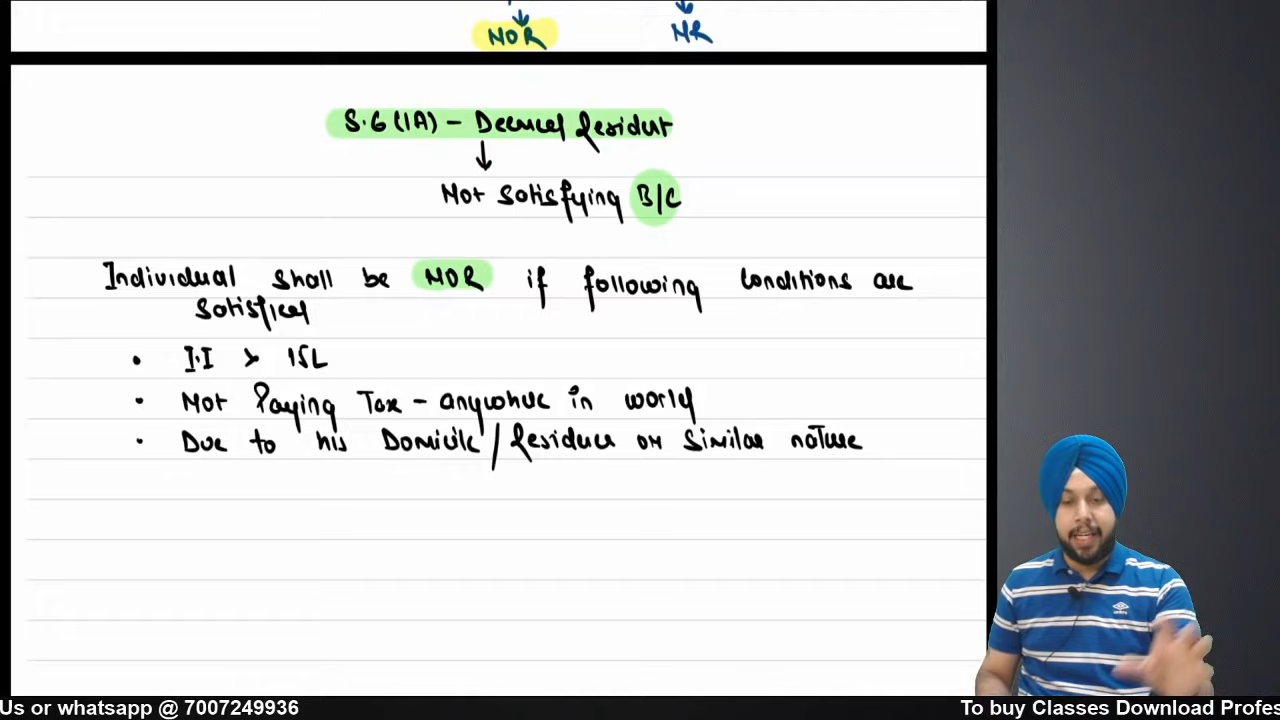 NOR NR
S.6(1A) - Deemed Resident
Not Satisfying B/C
Individual shall be NOR if following conditions are
satisfied
• I.I > 15L
• Not Paying Tax - anywhere in world
• Due to his Domicile / Residence or similar nature
Us or whatsapp @ 7007249936 To buy Classes Download Profes